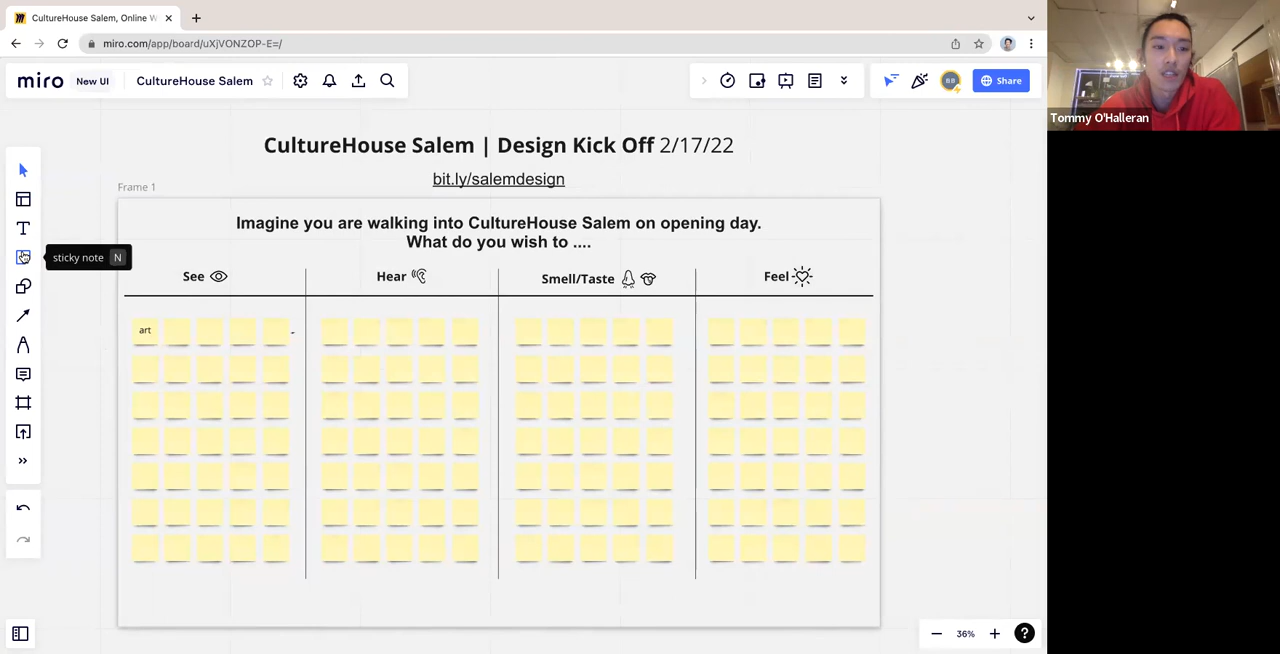 CultureHouse Salem, Online W
miro.com/app/board/uXjVONZOP-E=/
miro New UI CultureHouse Salem Share
Tommy O'Halleran
CultureHouse Salem | Design Kick Off 2/17/22
bit.ly/salemdesign
Frame 1
Imagine you are walking into CultureHouse Salem on opening day.
What do you wish to ....
sticky note N
See Hear Smell/Taste Feel
art
36%